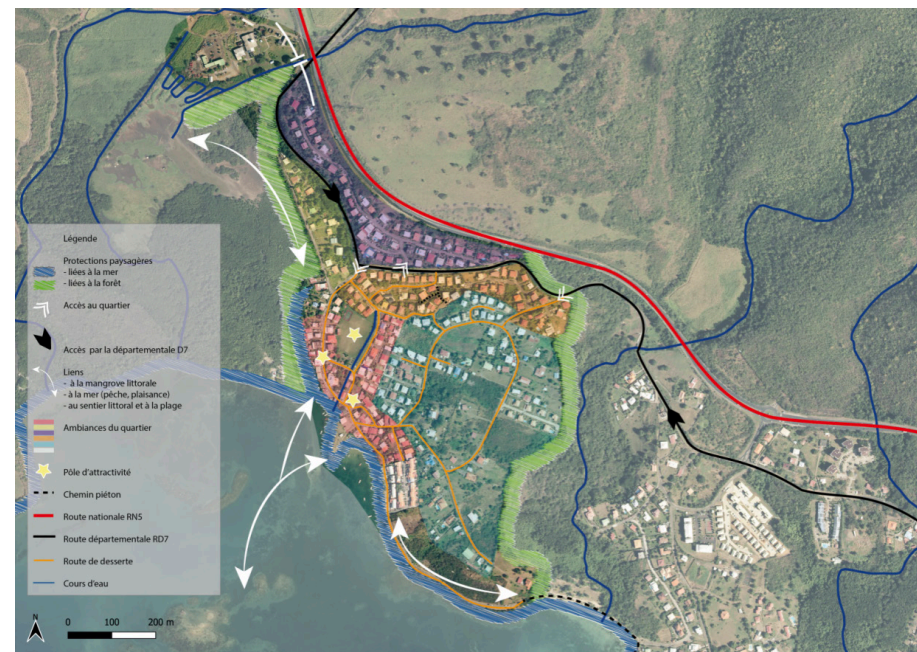 Légende
Protections paysagères
- liées à la mer
- liées à la forêt
Accès au quartier
Accès par la départementale D7
Liens
- à la mangrove littorale
- à la mer (pêche, plaisance)
- au sentier littoral et à la plage
Ambiances du quartier
Pôle d'attractivité
Chemin piéton
Route nationale RN5
Route départementale RD7
Route de desserte
Cours d'eau
N
0 100 200 m